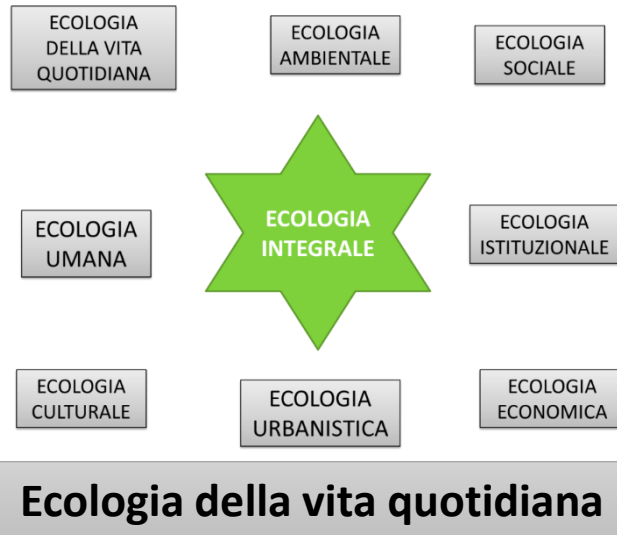 ECOLOGIA
DELLA VITA
QUOTIDIANA
ECOLOGIA
AMBIENTALE
ECOLOGIA
SOCIALE
ECOLOGIA
UMANA
ECOLOGIA
INTEGRALE
ECOLOGIA
ISTITUZIONALE
ECOLOGIA
CULTURALE
ECOLOGIA
URBANISTICA
ECOLOGIA
ECONOMICA
Ecologia della vita quotidiana